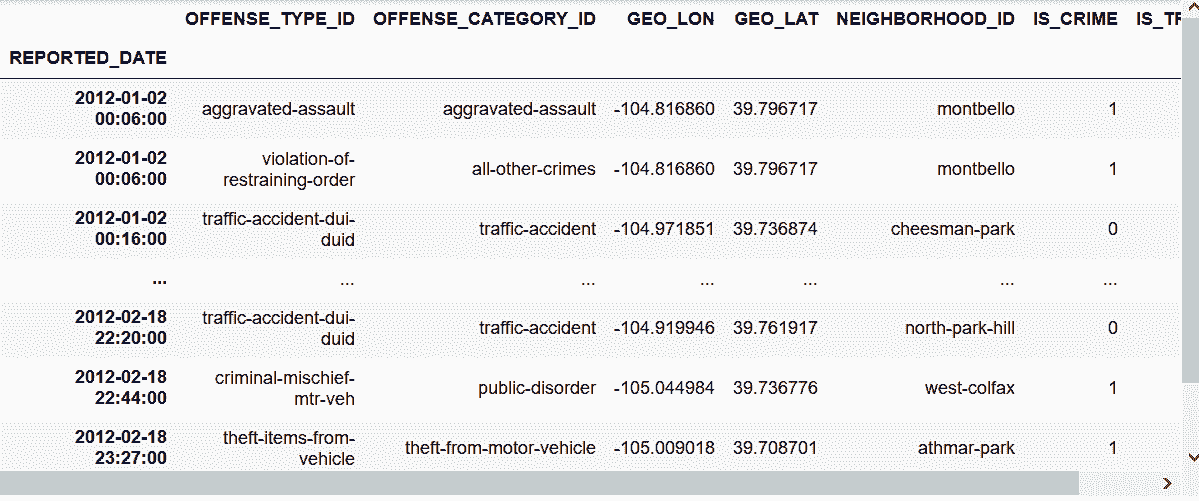 OFFENSE_TYPE_ID OFFENSE_CATEGORY_ID GEO_LON GEO_LAT NEIGHBORHOOD_ID IS_CRIME IS_TR
REPORTED_DATE
2012-01-02 00:06:00 aggravated-assault aggravated-assault -104.816860 39.796717 montbello 1
2012-01-02 00:06:00 violation-of-restraining-order all-other-crimes -104.816860 39.796717 montbello 1
2012-01-02 00:16:00 traffic-accident-dui-duid traffic-accident -104.971851 39.736874 cheesman-park 0
... ... ... ... ... ... ...
2012-02-18 22:20:00 traffic-accident-dui-duid traffic-accident -104.919946 39.761917 north-park-hill 0
2012-02-18 22:44:00 criminal-mischief-mtr-veh public-disorder -105.044984 39.736776 west-colfax 1
2012-02-18 23:27:00 theft-items-from-vehicle theft-from-motor-vehicle -105.009018 39.708701 athmar-park 1